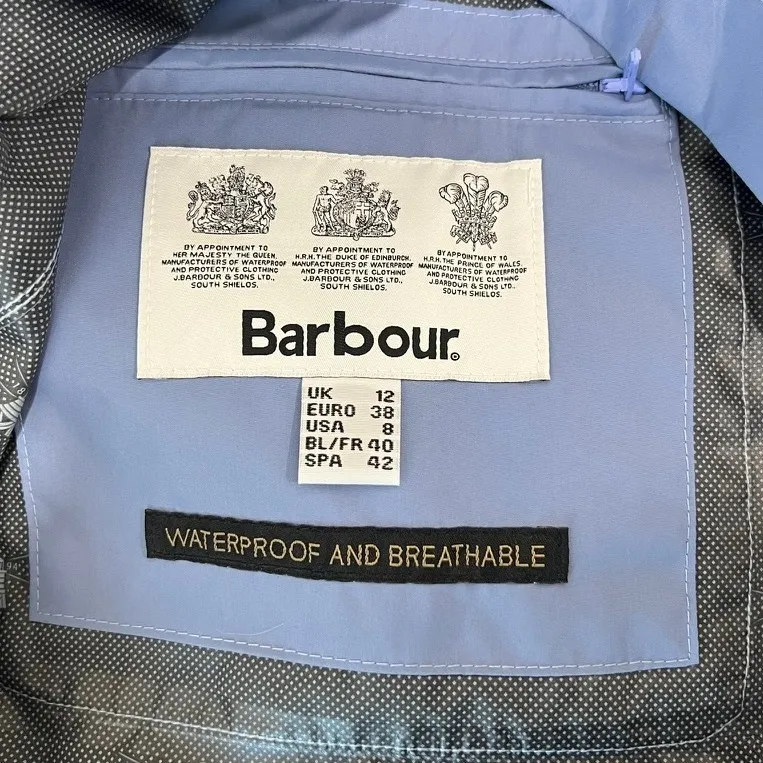 BY APPOINTMENT TO
HER MAJESTY THE QUEEN.
MANUFACTURERS OF WATERPROOF
AND PROTECTIVE CLOTHING
J.BARBOUR & SONS LTD.,
SOUTH SHIELDS.
BY APPOINTMENT TO
H.R.H. THE DUKE OF EDINBURGH.
MANUFACTURERS OF WATERPROOF
AND PROTECTIVE CLOTHING
J.BARBOUR & SONS LTD.,
SOUTH SHIELDS.
BY APPOINTMENT TO
H.R.H. THE PRINCE OF WALES.
MANUFACTURERS OF WATERPROOF
AND PROTECTIVE CLOTHING
J.BARBOUR & SONS LTD.,
SOUTH SHIELDS.
Barbour®
UK 12
EURO 38
USA 8
BL/FR 40
SPA 42
WATERPROOF AND BREATHABLE